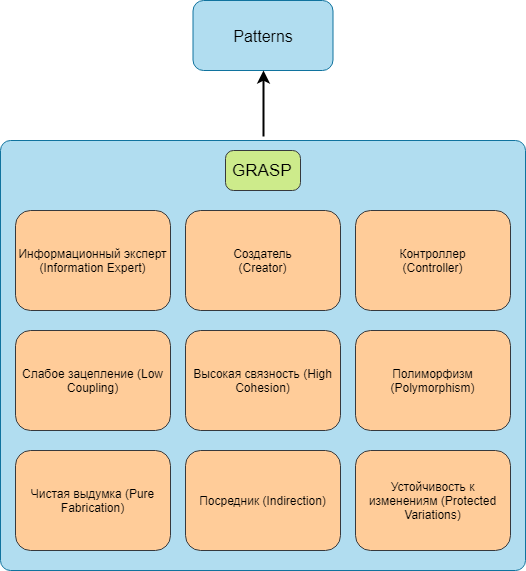 Patterns
GRASP
Информационный эксперт
(Information Expert)
Создатель
(Creator)
Контроллер
(Controller)
Слабое зацепление (Low
Coupling)
Высокая связность (High
Cohesion)
Полиморфизм
(Polymorphism)
Чистая выдумка (Pure
Fabrication)
Посредник (Indirection)
Устойчивость к
изменениям (Protected
Variations)